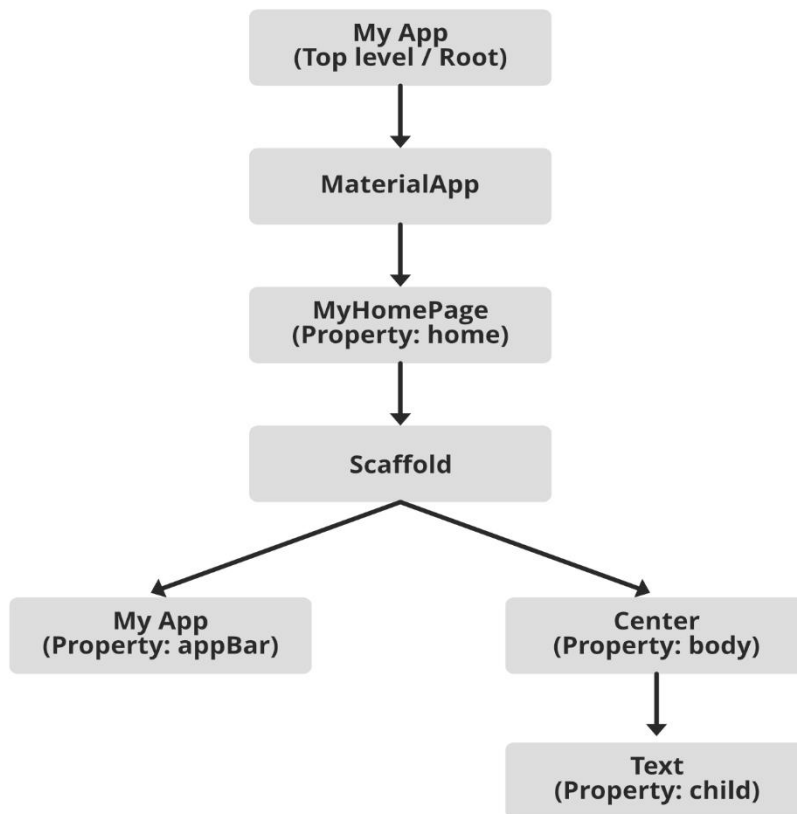 My App
(Top level / Root)
MaterialApp
MyHomePage
(Property: home)
Scaffold
My App
(Property: appBar)
Center
(Property: body)
Text
(Property: child)